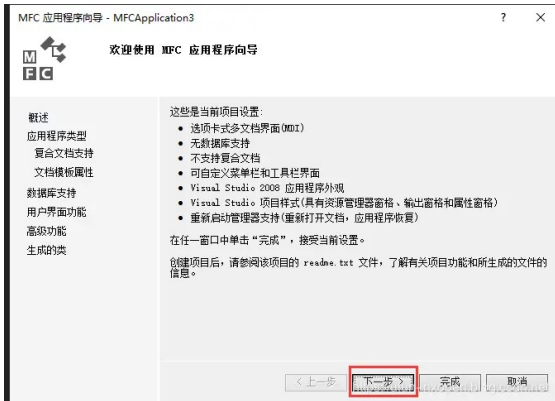 MFC 应用程序向导 - MFCApplication3
? ×
欢迎使用 MFC 应用程序向导
MFC
概述
应用程序类型
复合文档支持
文档模板属性
数据库支持
用户界面功能
高级功能
生成的类
这些是当前项目设置:
• 选项卡式多文档界面(MDI)
• 无数据库支持
• 不支持复合文档
• 可自定义菜单栏和工具栏界面
• Visual Studio 2008 应用程序外观
• Visual Studio 项目样式(具有资源管理器窗格、输出窗格和属性窗格)
• 重新启动管理器支持(重新打开文档，应用程序恢复)
在任一窗口中单击“完成”，接受当前设置。
创建项目后，请参阅该项目的 readme.txt 文件，了解有关项目功能和所生成的文件的
信息。
< 上一步
下一步 >
完成
取消